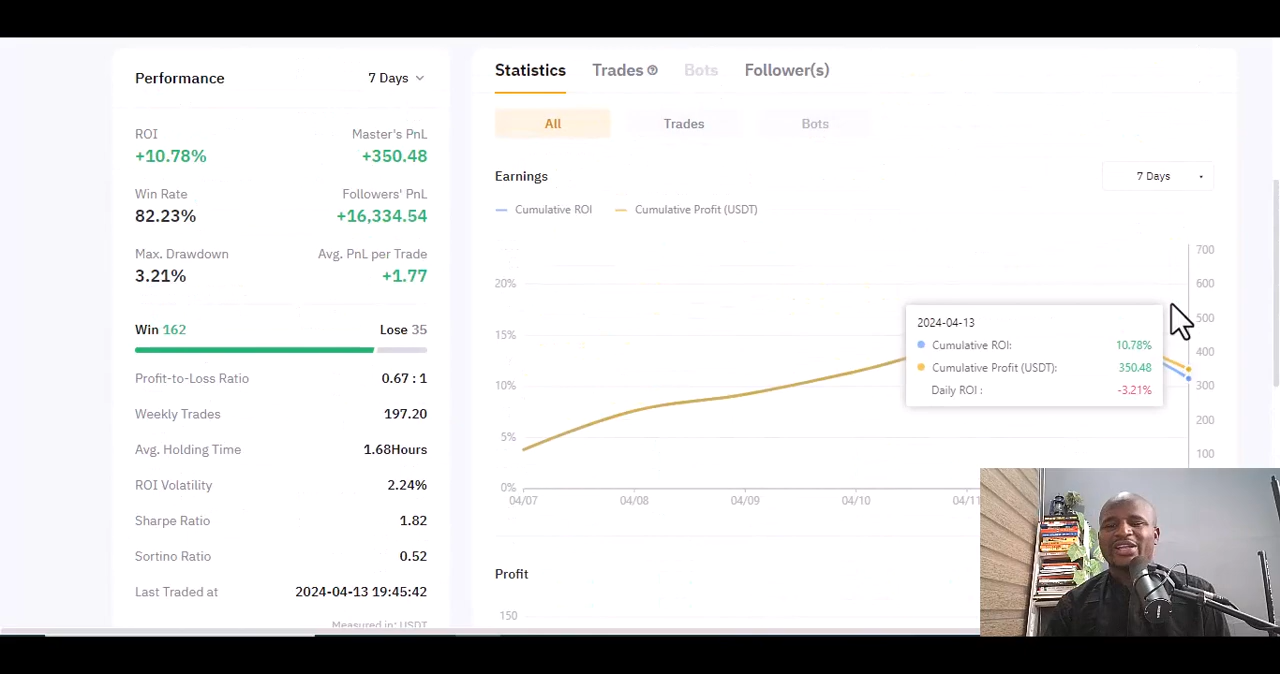 Performance
7 Days
ROI
Master's PnL
+10.78%
+350.48
Win Rate
Followers' PnL
82.23%
+16,334.54
Max. Drawdown
Avg. PnL per Trade
3.21%
+1.77
Win 162
Lose 35
Profit-to-Loss Ratio
0.67 : 1
Weekly Trades
197.20
Avg. Holding Time
1.68Hours
ROI Volatility
2.24%
Sharpe Ratio
1.82
Sortino Ratio
0.52
Last Traded at
2024-04-13 19:45:42
Measured in: USDT
Statistics
Trades
Bots
Follower(s)
All
Trades
Bots
Earnings
7 Days
Cumulative ROI
Cumulative Profit (USDT)
20%
15%
10%
5%
0%
700
600
500
400
300
200
100
2024-04-13
Cumulative ROI:
10.78%
Cumulative Profit (USDT):
350.48
Daily ROI :
-3.21%
04/07
04/08
04/09
04/10
04/11
Profit
150